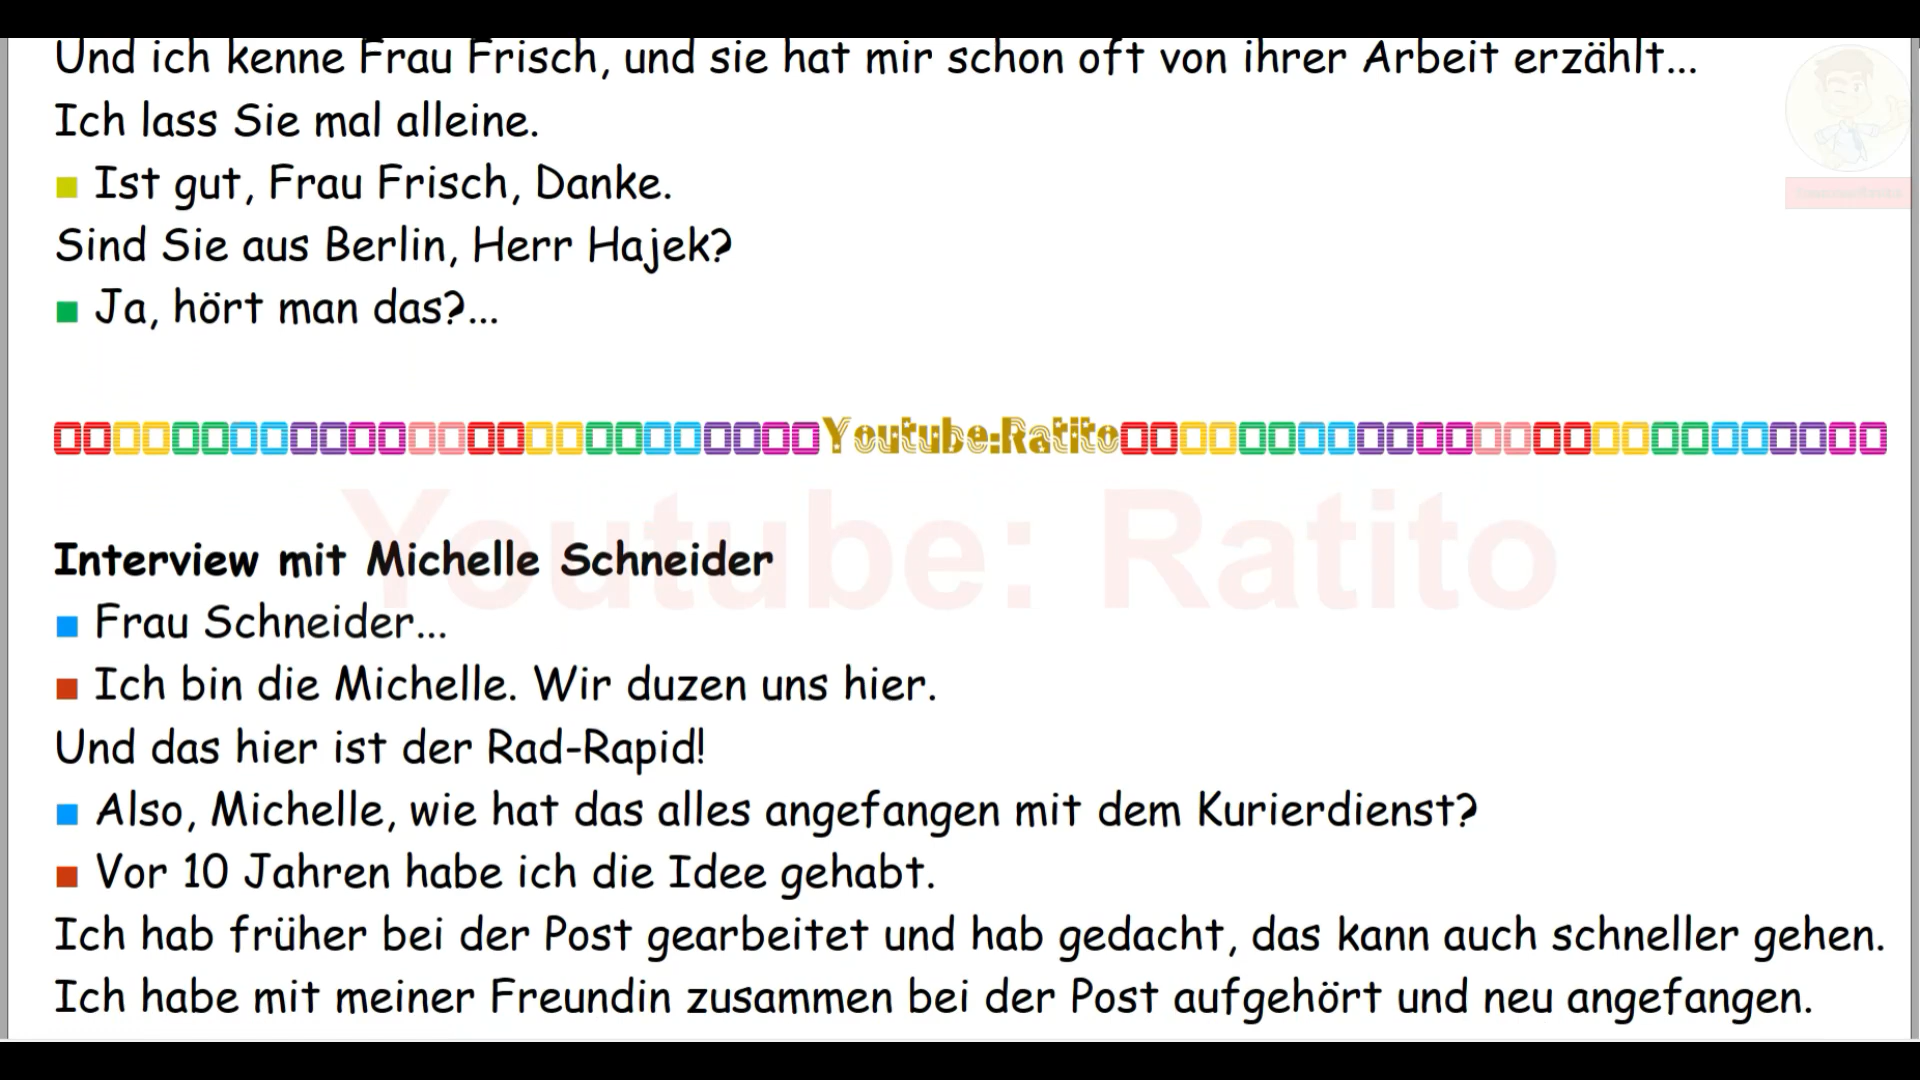 Und ich kenne Frau Frisch, und sie hat mir schon oft von ihrer Arbeit erzählt...
Ich lass Sie mal alleine.
Ist gut, Frau Frisch, Danke.
Sind Sie aus Berlin, Herr Hajek?
Ja, hört man das?...
Youtube:Ratito
Youtube: Ratito
Interview mit Michelle Schneider
Frau Schneider...
Ich bin die Michelle. Wir duzen uns hier.
Und das hier ist der Rad-Rapid!
Also, Michelle, wie hat das alles angefangen mit dem Kurierdienst?
Vor 10 Jahren habe ich die Idee gehabt.
Ich hab früher bei der Post gearbeitet und hab gedacht, das kann auch schneller gehen.
Ich habe mit meiner Freundin zusammen bei der Post aufgehört und neu angefangen.